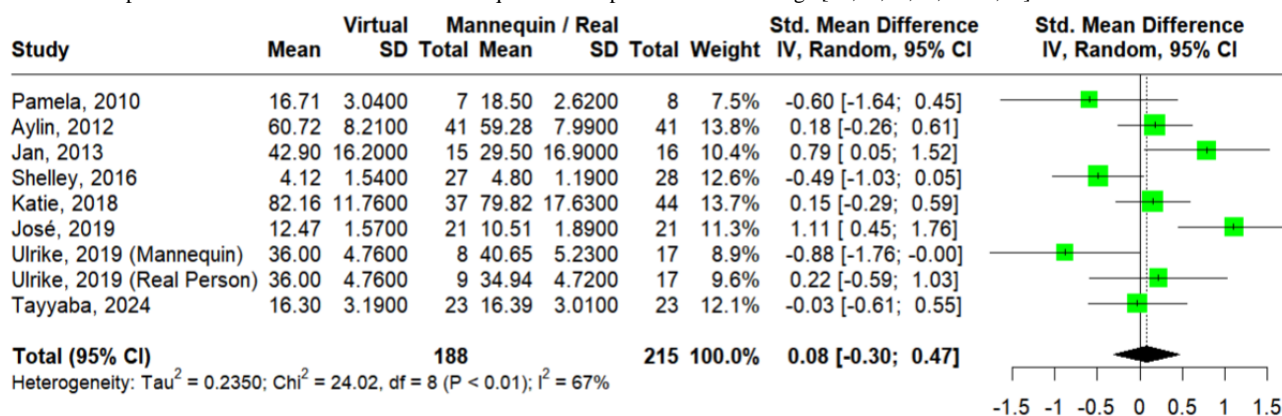 Virtual Mannequin / Real Std. Mean Difference Std. Mean Difference
Study Mean SD Total Mean SD Total Weight IV, Random, 95% CI IV, Random, 95% CI
Pamela, 2010 16.71 3.0400 7 18.50 2.6200 8 7.5% -0.60 [-1.64; 0.45]
Aylin, 2012 60.72 8.2100 41 59.28 7.9900 41 13.8% 0.18 [-0.26; 0.61]
Jan, 2013 42.90 16.2000 15 29.50 16.9000 16 10.4% 0.79 [ 0.05; 1.52]
Shelley, 2016 4.12 1.5400 27 4.80 1.1900 28 12.6% -0.49 [-1.03; 0.05]
Katie, 2018 82.16 11.7600 37 79.82 17.6300 44 13.7% 0.15 [-0.29; 0.59]
José, 2019 12.47 1.5700 21 10.51 1.8900 21 11.3% 1.11 [ 0.45; 1.76]
Ulrike, 2019 (Mannequin) 36.00 4.7600 8 40.65 5.2300 17 8.9% -0.88 [-1.76; -0.00]
Ulrike, 2019 (Real Person) 36.00 4.7600 9 34.94 4.7200 17 9.6% 0.22 [-0.59; 1.03]
Tayyaba, 2024 16.30 3.1900 23 16.39 3.0100 23 12.1% -0.03 [-0.61; 0.55]
Total (95% CI) 188 215 100.0% 0.08 [-0.30; 0.47]
Heterogeneity: Tau² = 0.2350; Chi² = 24.02, df = 8 (P < 0.01); I² = 67%
-1.5 -1 -0.5 0 0.5 1 1.5